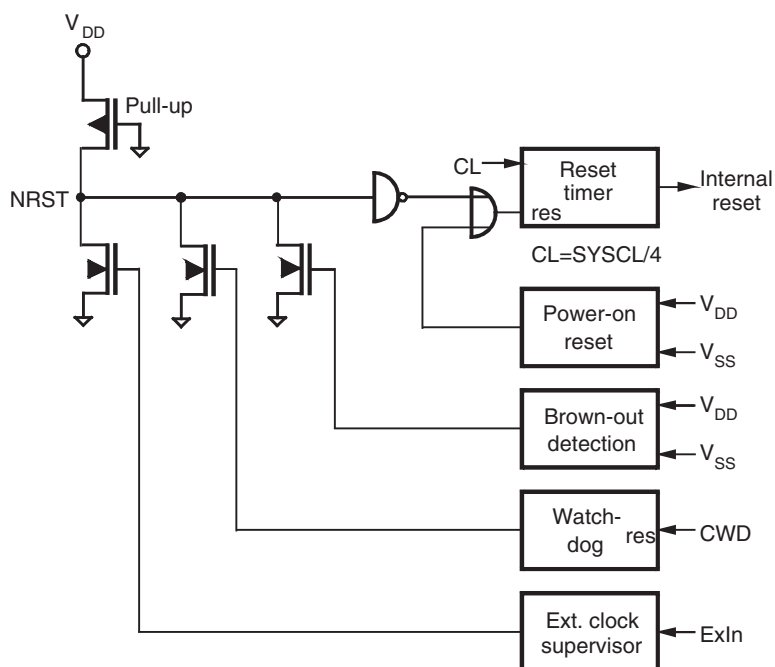 V_DD
Pull-up
NRST
CL
Reset
timer
res
Internal
reset
CL=SYSCL/4
Power-on
reset
V_DD
V_SS
Brown-out
detection
V_DD
V_SS
Watch-
dog
res
CWD
Ext. clock
supervisor
ExIn